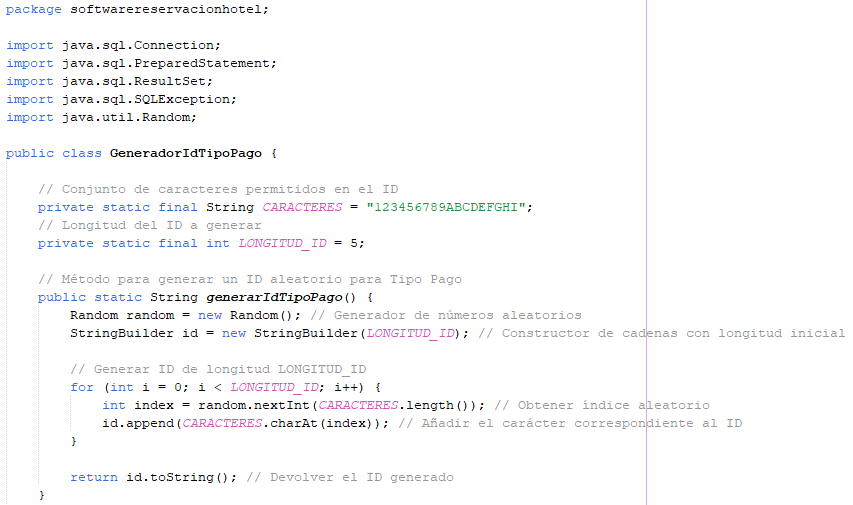 package softwarereservacionhotel;
import java.sql.Connection;
import java.sql.PreparedStatement;
import java.sql.ResultSet;
import java.sql.SQLException;
import java.util.Random;
public class GeneradorIdTipoPago {
// Conjunto de caracteres permitidos en el ID
private static final String CARACTERES = "123456789ABCDEFGHI";
// Longitud del ID a generar
private static final int LONGITUD_ID = 5;
// Método para generar un ID aleatorio para Tipo Pago
public static String generarIdTipoPago() {
Random random = new Random(); // Generador de números aleatorios
StringBuilder id = new StringBuilder(LONGITUD_ID); // Constructor de cadenas con longitud inicial
// Generar ID de longitud LONGITUD_ID
for (int i = 0; i < LONGITUD_ID; i++) {
int index = random.nextInt(CARACTERES.length()); // Obtener índice aleatorio
id.append(CARACTERES.charAt(index)); // Añadir el carácter correspondiente al ID
}
return id.toString(); // Devolver el ID generado
}